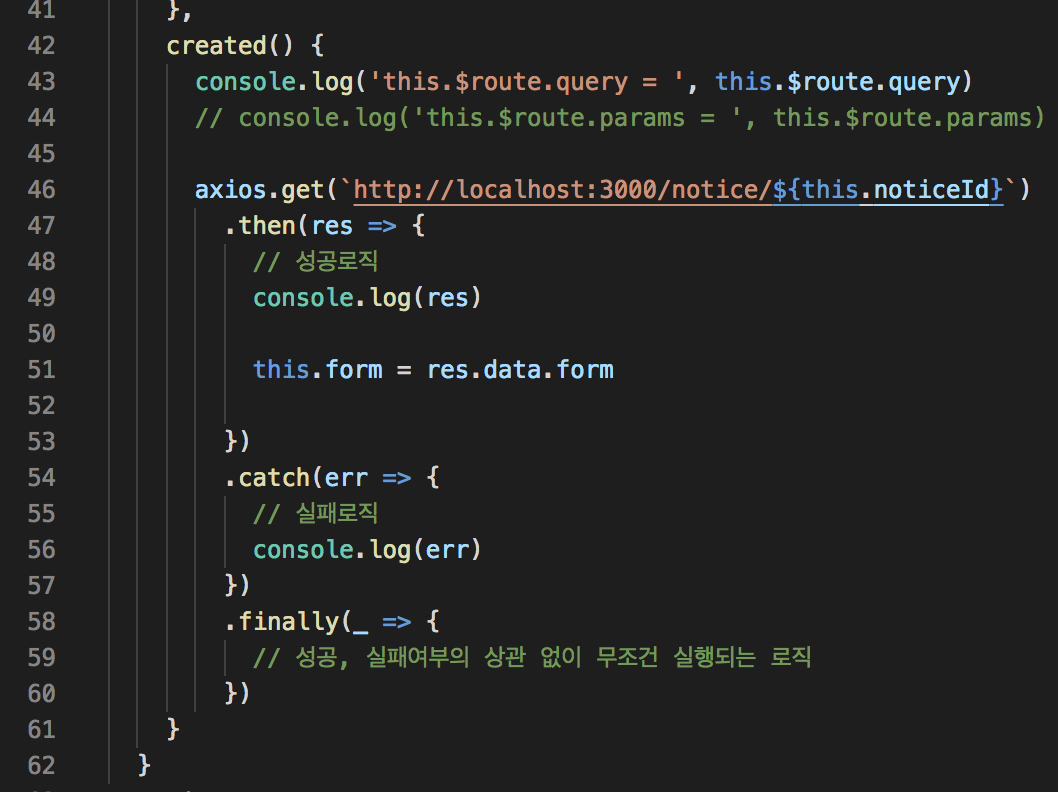 41 },
42 created() {
43 console.log('this.$route.query = ', this.$route.query)
44 // console.log('this.$route.params = ', this.$route.params)
45
46 axios.get(`http://localhost:3000/notice/${this.noticeId}`)
47 .then(res => {
48 // 성공로직
49 console.log(res)
50
51 this.form = res.data.form
52
53 })
54 .catch(err => {
55 // 실패로직
56 console.log(err)
57 })
58 .finally(_ => {
59 // 성공, 실패여부의 상관 없이 무조건 실행되는 로직
60 })
61 }
62 }